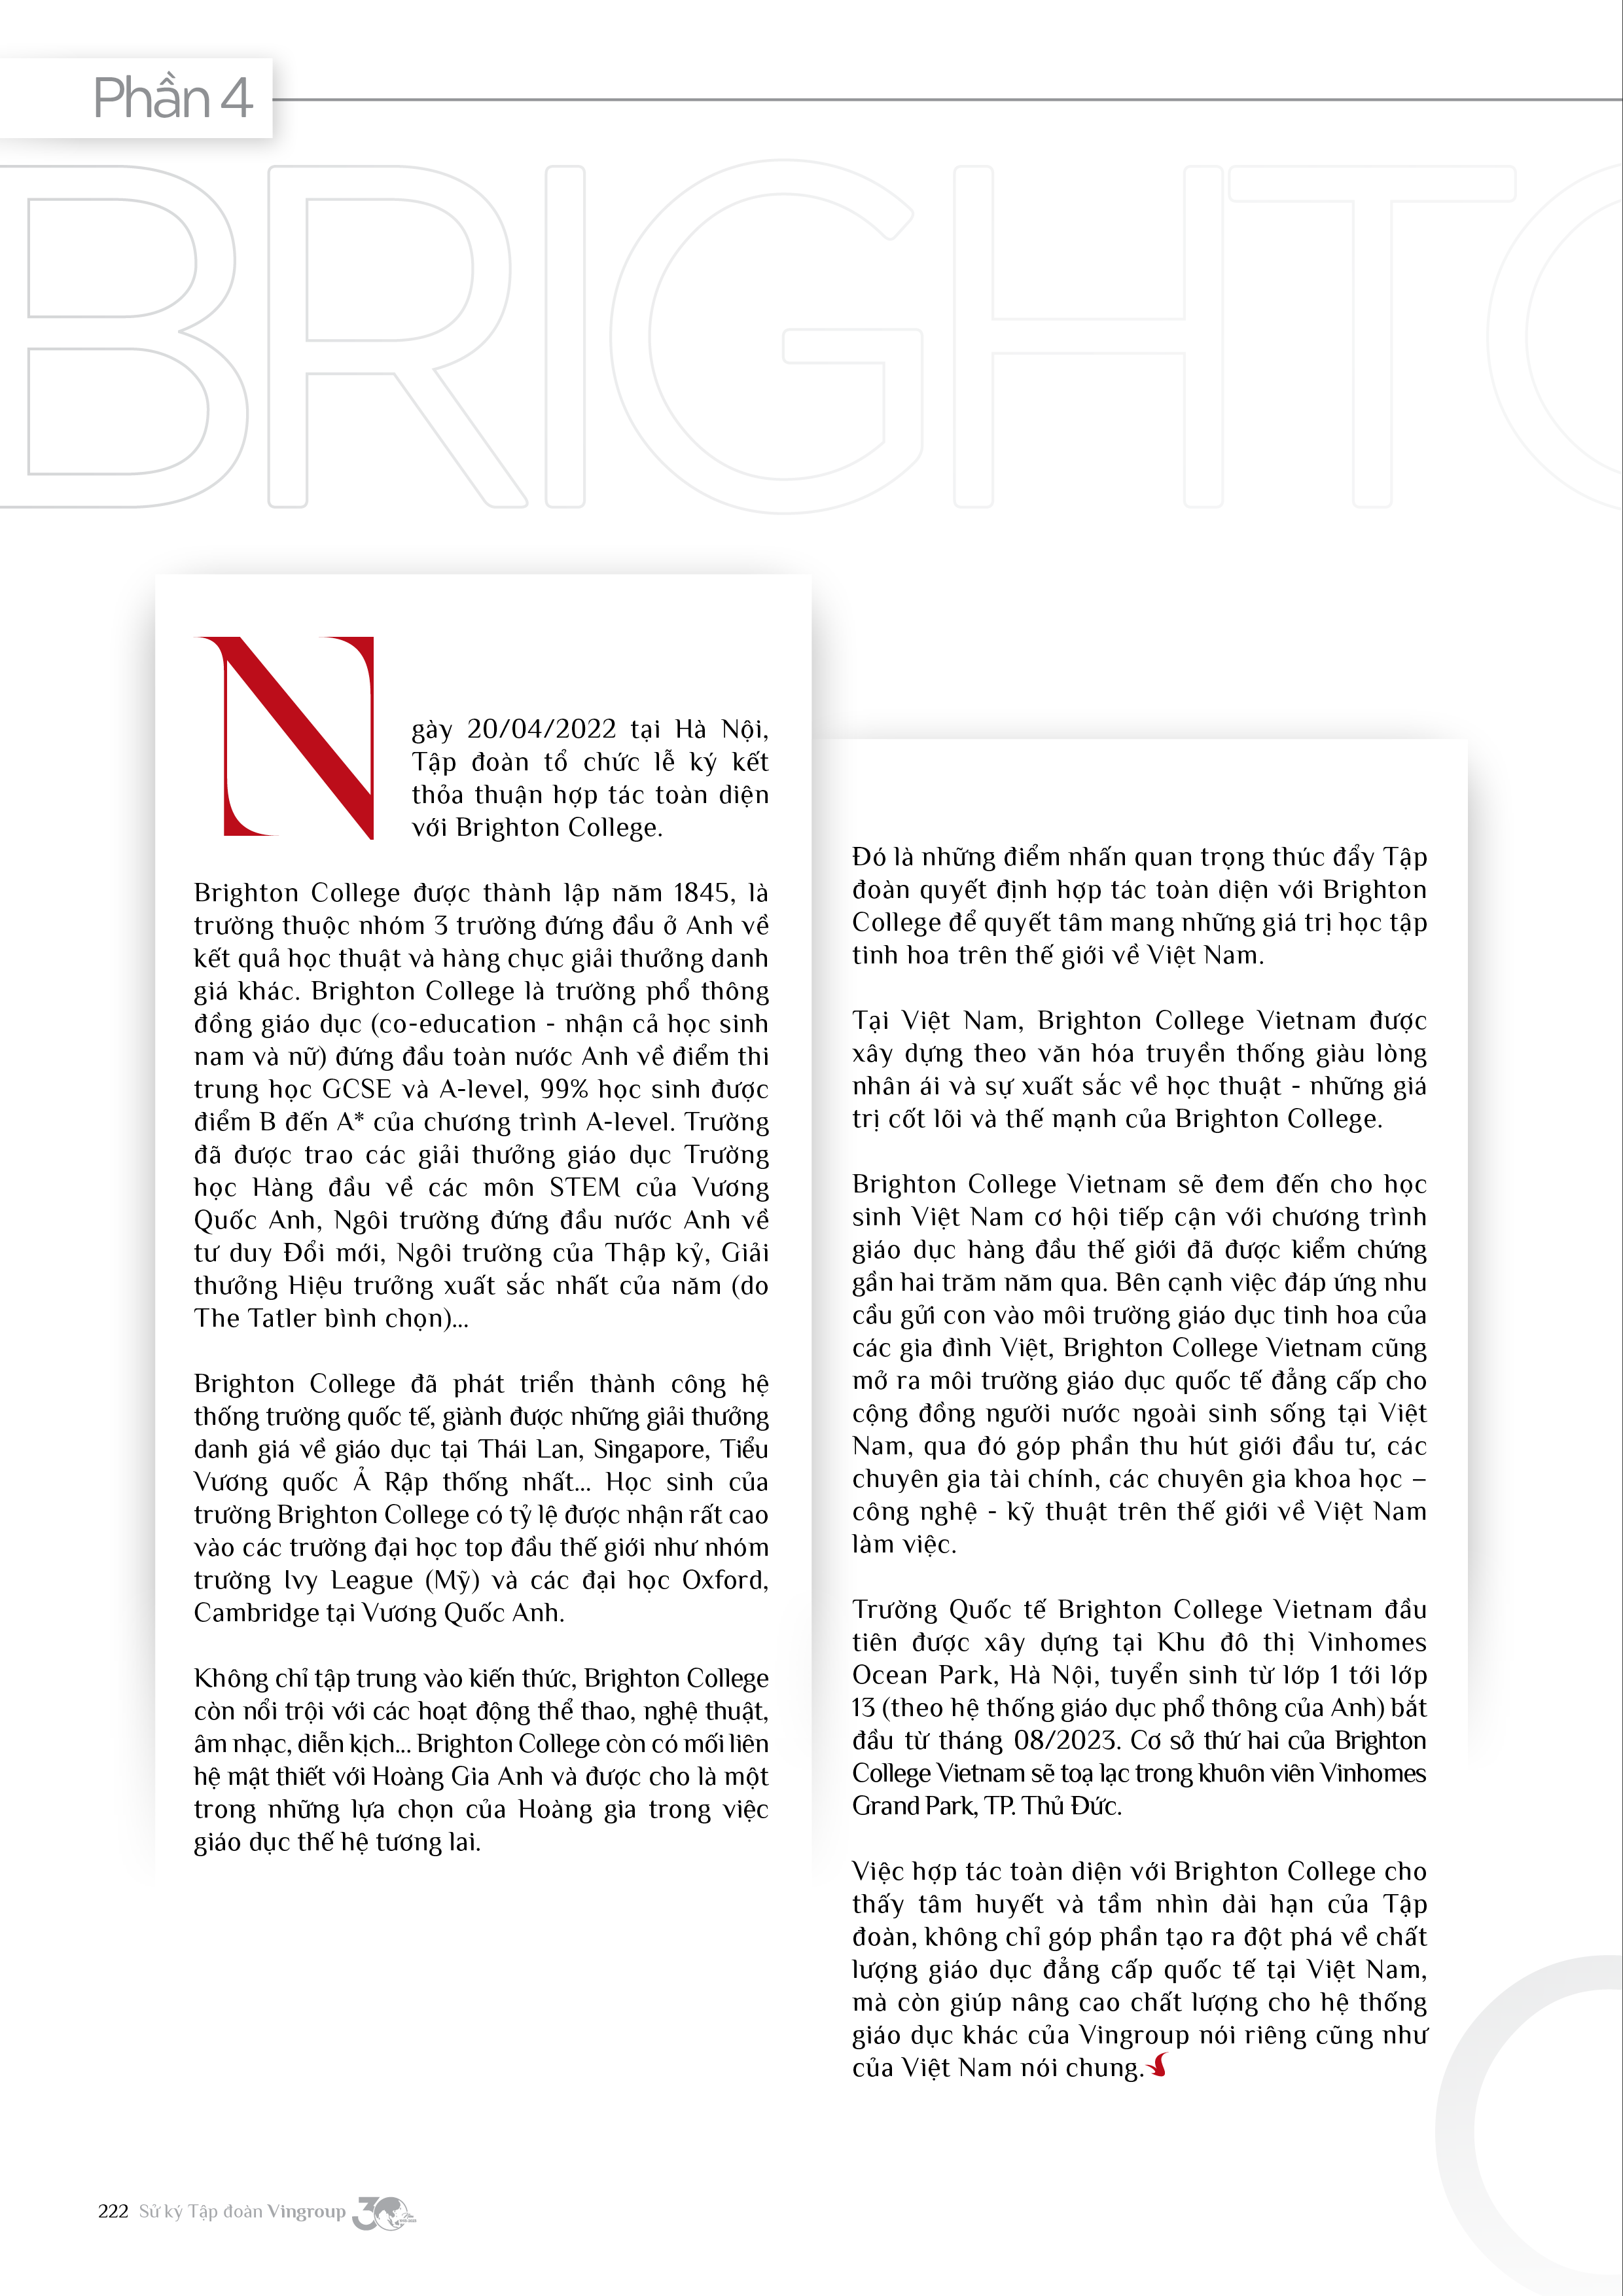 Phần 4
BRIGHTO
Ngày 20/04/2022 tại Hà Nội,
Tập đoàn tổ chức lễ ký kết
thỏa thuận hợp tác toàn diện
với Brighton College.
Brighton College được thành lập năm 1845, là
trường thuộc nhóm 3 trường đứng đầu ở Anh về
kết quả học thuật và hàng chục giải thưởng danh
giá khác. Brighton College là trường phổ thông
đồng giáo dục (co-education - nhận cả học sinh
nam và nữ) đứng đầu toàn nước Anh về điểm thi
trung học GCSE và A-level, 99% học sinh được
điểm B đến A* của chương trình A-level. Trường
đã được trao các giải thưởng giáo dục Trường
học Hàng đầu về các môn STEM của Vương
Quốc Anh, Ngôi trường đứng đầu nước Anh về
tư duy Đổi mới, Ngôi trường của Thập kỷ, Giải
thưởng Hiệu trưởng xuất sắc nhất của năm (do
The Tatler bình chọn)...
Brighton College đã phát triển thành công hệ
thống trường quốc tế, giành được những giải thưởng
danh giá về giáo dục tại Thái Lan, Singapore, Tiểu
Vương quốc Ả Rập thống nhất... Học sinh của
trường Brighton College có tỷ lệ được nhận rất cao
vào các trường đại học top đầu thế giới như nhóm
trường Ivy League (Mỹ) và các đại học Oxford,
Cambridge tại Vương Quốc Anh.
Không chỉ tập trung vào kiến thức, Brighton College
còn nổi trội với các hoạt động thể thao, nghệ thuật,
âm nhạc, diễn kịch... Brighton College còn có mối liên
hệ mật thiết với Hoàng Gia Anh và được cho là một
trong những lựa chọn của Hoàng gia trong việc
giáo dục thế hệ tương lai.
Đó là những điểm nhấn quan trọng thúc đẩy Tập
đoàn quyết định hợp tác toàn diện với Brighton
College để quyết tâm mang những giá trị học tập
tinh hoa trên thế giới về Việt Nam.
Tại Việt Nam, Brighton College Vietnam được
xây dựng theo văn hóa truyền thống giàu lòng
nhân ái và sự xuất sắc về học thuật - những giá
trị cốt lõi và thế mạnh của Brighton College.
Brighton College Vietnam sẽ đem đến cho học
sinh Việt Nam cơ hội tiếp cận với chương trình
giáo dục hàng đầu thế giới đã được kiểm chứng
gần hai trăm năm qua. Bên cạnh việc đáp ứng nhu
cầu gửi con vào môi trường giáo dục tinh hoa của
các gia đình Việt, Brighton College Vietnam cũng
mở ra môi trường giáo dục quốc tế đẳng cấp cho
cộng đồng người nước ngoài sinh sống tại Việt
Nam, qua đó góp phần thu hút giới đầu tư, các
chuyên gia tài chính, các chuyên gia khoa học –
công nghệ - kỹ thuật trên thế giới về Việt Nam
làm việc.
Trường Quốc tế Brighton College Vietnam đầu
tiên được xây dựng tại Khu đô thị Vinhomes
Ocean Park, Hà Nội, tuyển sinh từ lớp 1 tới lớp
13 (theo hệ thống giáo dục phổ thông của Anh) bắt
đầu từ tháng 08/2023. Cơ sở thứ hai của Brighton
College Vietnam sẽ toạ lạc trong khuôn viên Vinhomes
Grand Park, TP. Thủ Đức.
Việc hợp tác toàn diện với Brighton College cho
thấy tâm huyết và tầm nhìn dài hạn của Tập
đoàn, không chỉ góp phần tạo ra đột phá về chất
lượng giáo dục đẳng cấp quốc tế tại Việt Nam,
mà còn giúp nâng cao chất lượng cho hệ thống
giáo dục khác của Vingroup nói riêng cũng như
của Việt Nam nói chung.
222 Sử ký Tập đoàn Vingroup 30